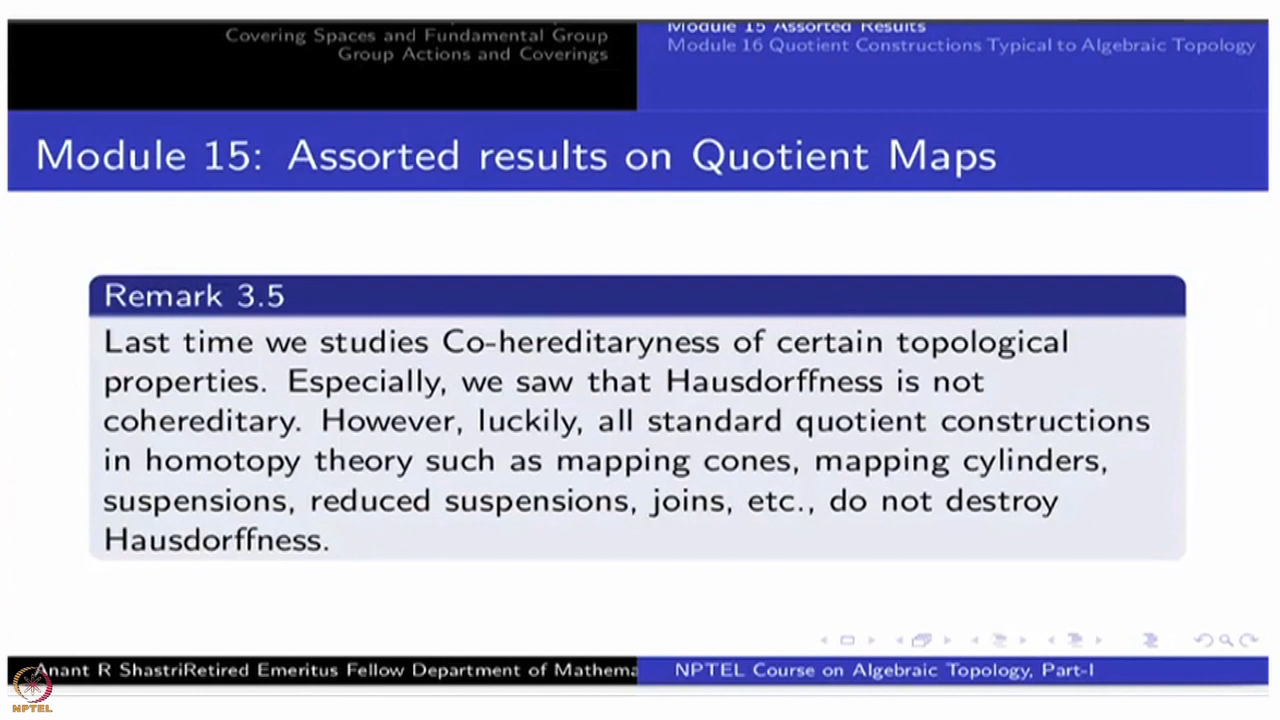 Covering Spaces and Fundamental Group
Group Actions and Coverings
Module 15 Assorted Results
Module 16 Quotient Constructions Typical to Algebraic Topology
Module 15: Assorted results on Quotient Maps
Remark 3.5
Last time we studies Co-hereditaryness of certain topological
properties. Especially, we saw that Hausdorffness is not
cohereditary. However, luckily, all standard quotient constructions
in homotopy theory such as mapping cones, mapping cylinders,
suspensions, reduced suspensions, joins, etc., do not destroy
Hausdorffness.
Anant R ShastriRetired Emeritus Fellow Department of Mathema
NPTEL Course on Algebraic Topology, Part-I
NPTEL